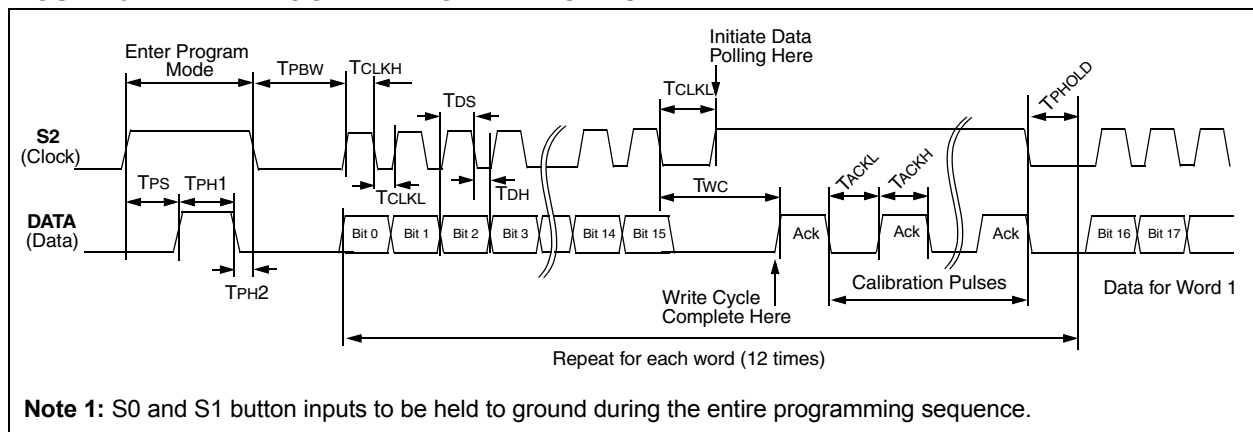 Enter Program
Mode
TPBW
TCLKH
TDS
TCLKL
Initiate Data
Polling Here
TPHOLD
S2
(Clock)
TPS
TPH1
TCLKL
TDH
TWC
TACKL
TACKH
DATA
(Data)
Bit 0
Bit 1
Bit 2
Bit 3
Bit 14
Bit 15
Ack
Ack
Ack
Bit 16
Bit 17
TPH2
Write Cycle
Complete Here
Calibration Pulses
Data for Word 1
Repeat for each word (12 times)
Note 1: S0 and S1 button inputs to be held to ground during the entire programming sequence.